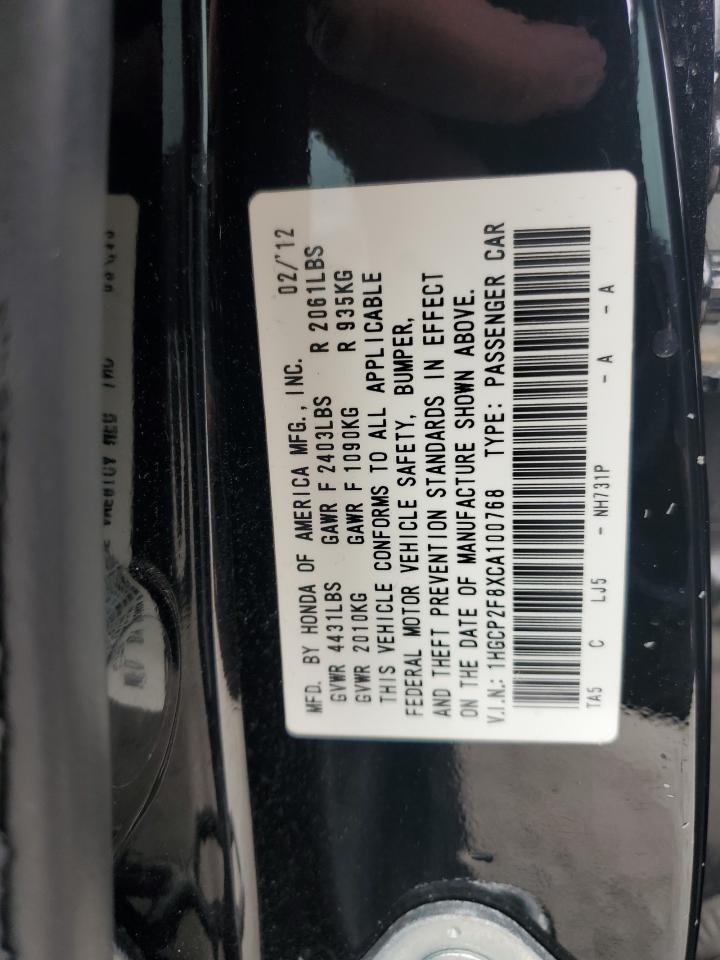 MFD. BY HONDA OF AMERICA MFG., INC. 02/'12
GVWR 4431LBS GAWR F 2403LBS R 2061LBS
GVWR 2010KG GAWR F 1090KG R 935KG
THIS VEHICLE CONFORMS TO ALL APPLICABLE
FEDERAL MOTOR VEHICLE SAFETY, BUMPER,
AND THEFT PREVENTION STANDARDS IN EFFECT
ON THE DATE OF MANUFACTURE SHOWN ABOVE.
V.I.N.: 1HGCP2F8XCA100768 TYPE: PASSENGER CAR
TA5 C LJ5 - NH731P - A - A